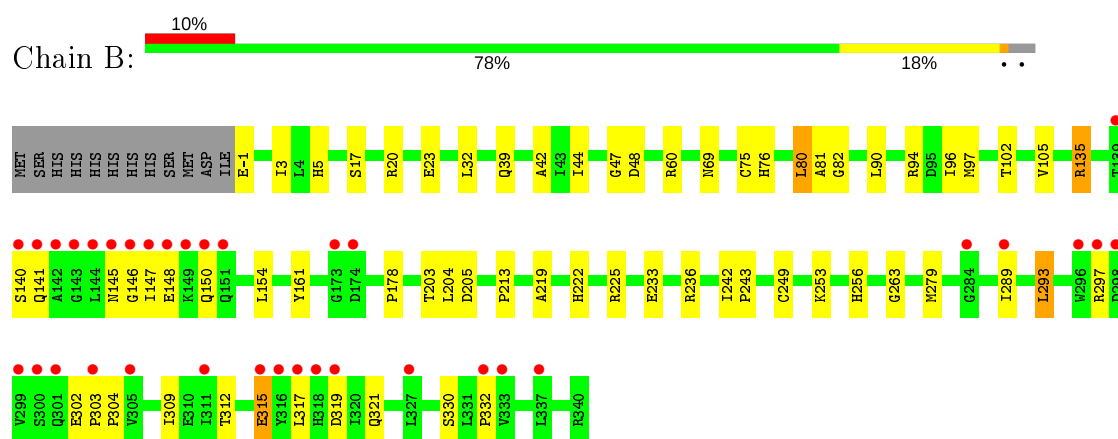 10%
Chain B:
78% 18% • •
MET SER HIS HIS HIS HIS HIS HIS SER MET ASP ILE E-1 I3 L4 H5 S17 R20 E23 L32 Q39 A42 I43 I44 G47 D48 R60 N69 C75 H76 L80 A81 G82 L90 R94 D95 I96 M97 T102 V105 R135 T139
S140 Q141 A142 G143 L144 N145 G146 I147 E148 K149 Q150 Q151 L154 Y161 G173 D174 P178 T203 L204 D205 P213 A219 H222 R225 E233 R236 I242 P243 C249 K253 H256 G263 M279 G284 I289 L293 W296 R297 D298
V299 S300 Q301 E302 P303 P304 V305 I309 E310 I311 T312 E315 Y316 L317 H318 D319 I320 Q321 L327 S330 L331 P332 V333 L337 R340